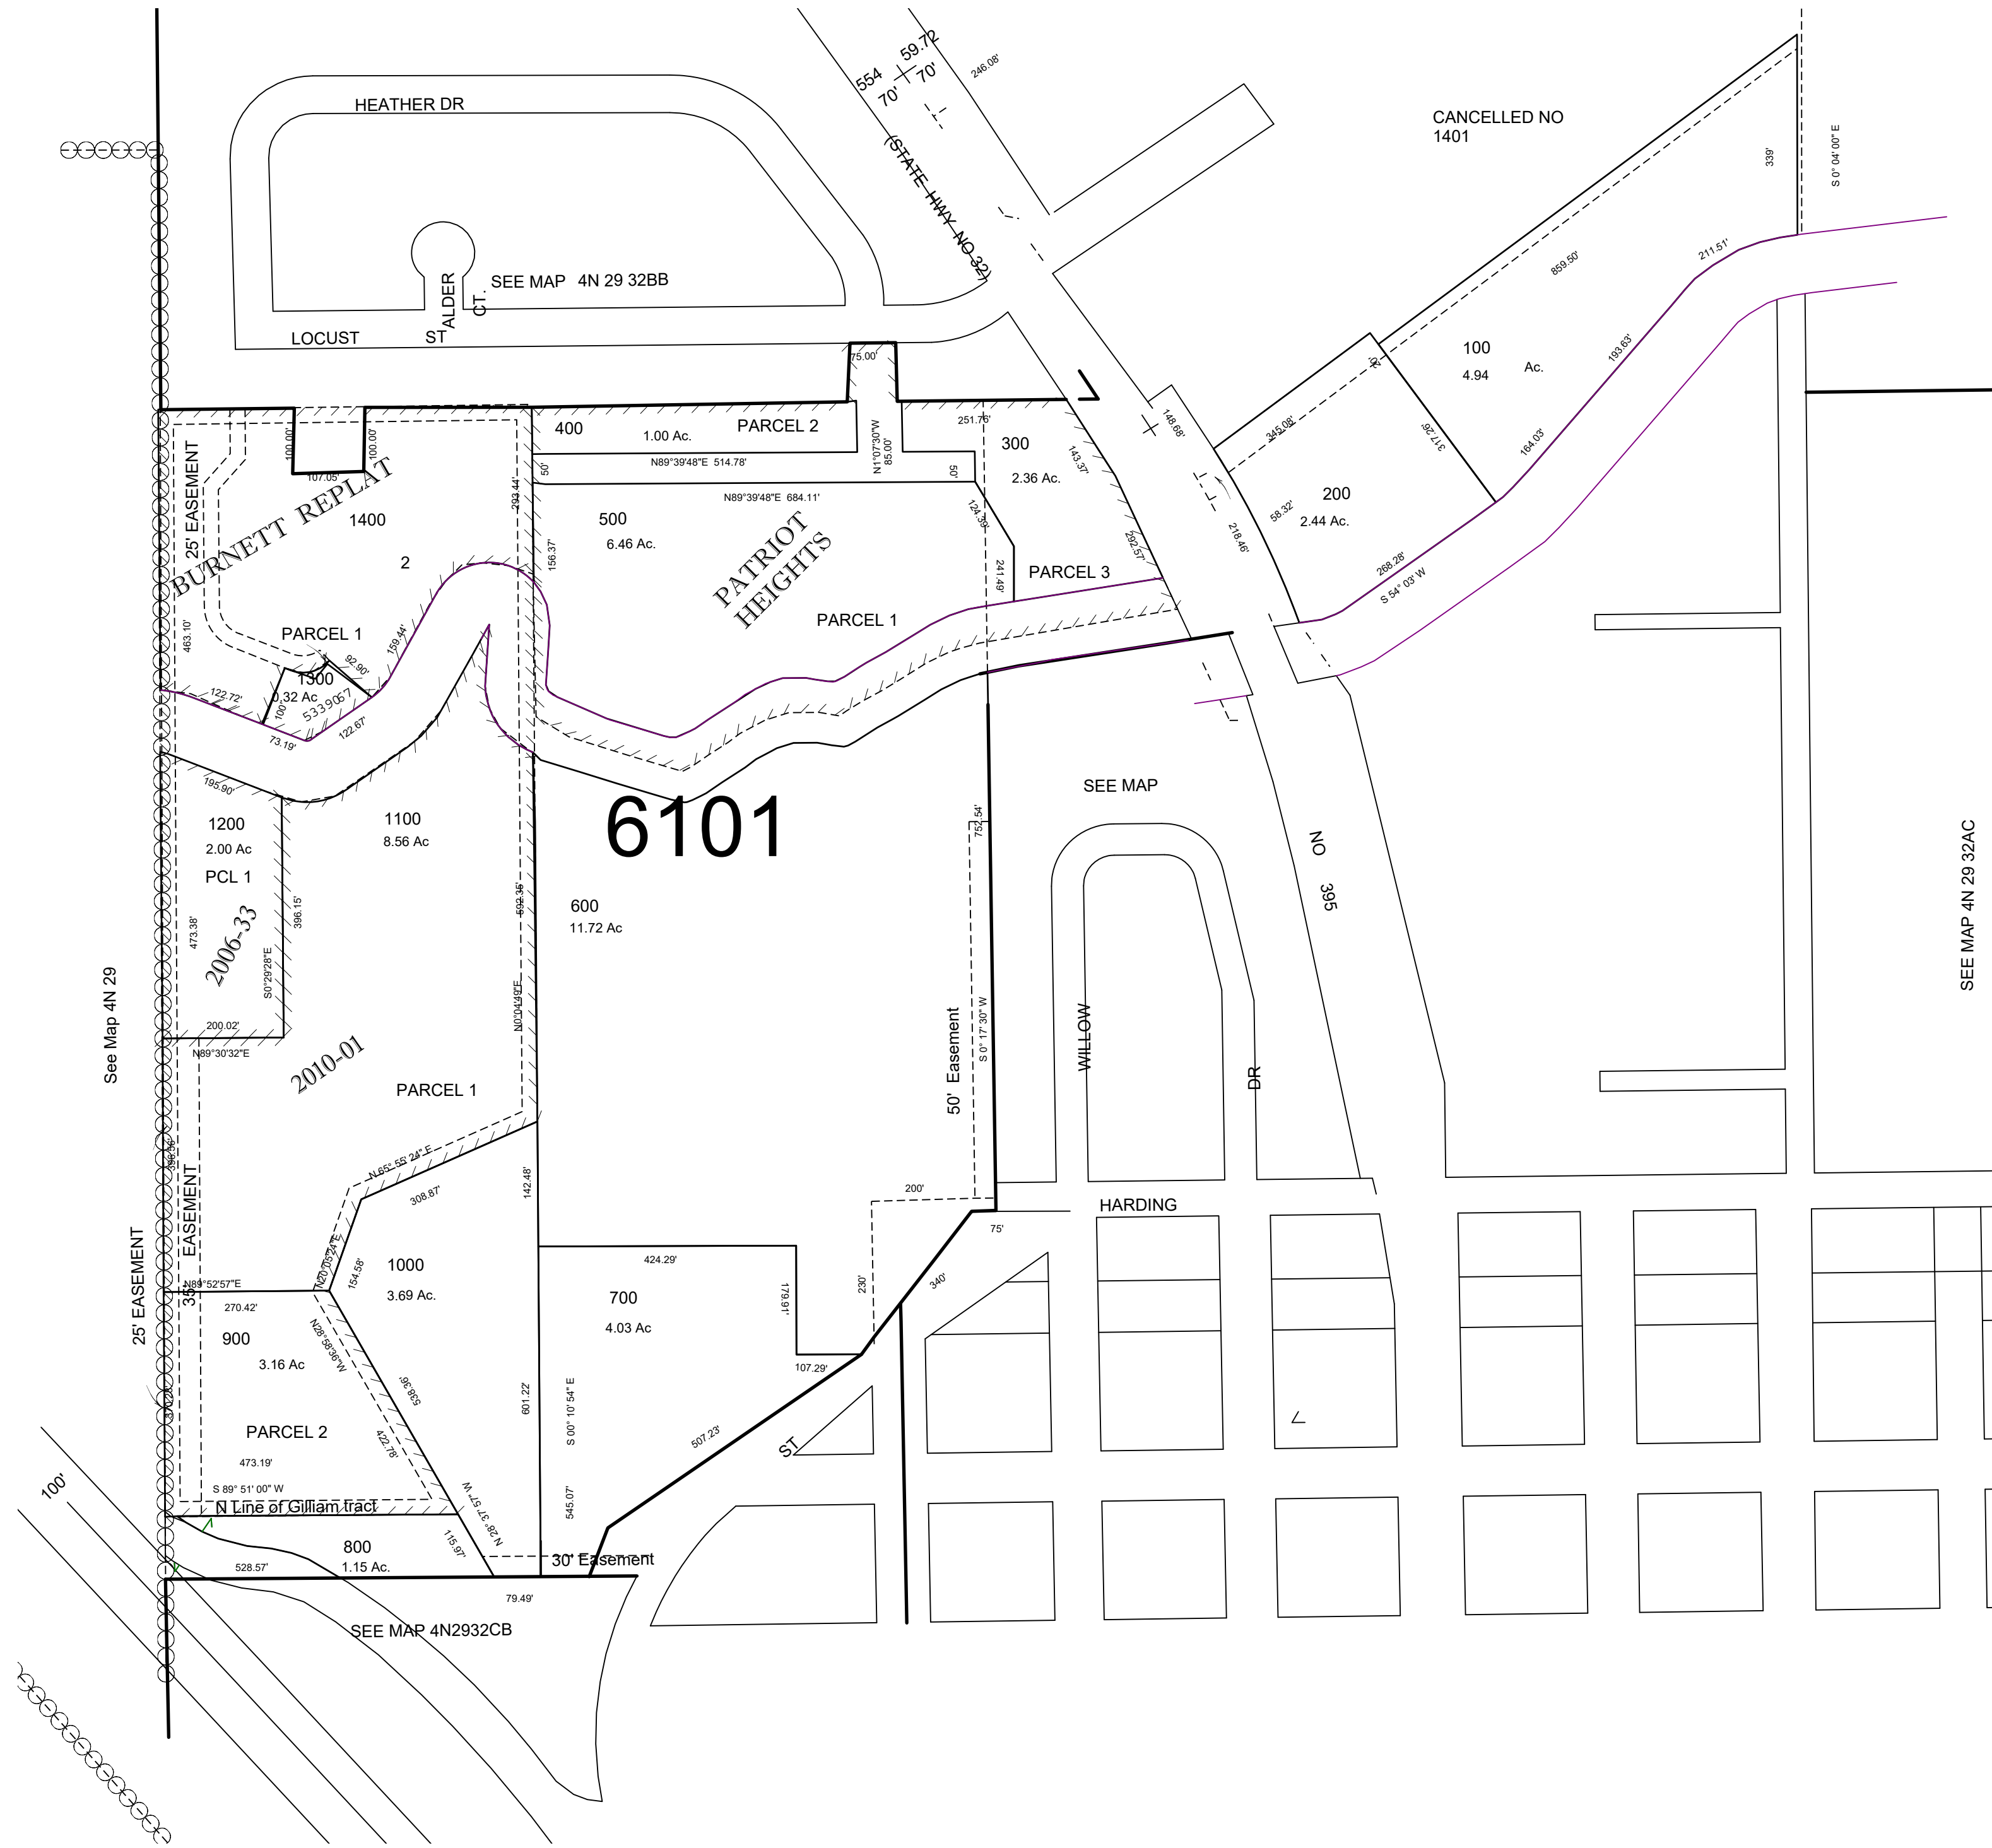 59.72
554
70'
70'
246.08'
HEATHER DR
CANCELLED NO
1401
(STATE HWY NO 32)
339'
S 0° 04' 00" E
SEE MAP 4N 29 32BB
ALDER
CT.
LOCUST ST
211.51'
859.50'
75.00'
100
4.94 Ac.
193.63'
20'
148.68'
345.08'
317.26'
164.03'
25' EASEMENT
100.00'
100.00'
107.05'
BURNETT REPLAT
400
1.00 Ac.
PARCEL 2
N89°39'48"E 514.78'
50'
N1°07'30"W
85.00'
251.76'
300
2.36 Ac.
50'
143.37'
N89°39'48"E 684.11'
1400
2
293.44'
156.37'
500
6.46 Ac.
PATRIOT
HEIGHTS
124.39'
292.57'
241.49'
218.46'
58.32'
200
2.44 Ac.
268.28'
S 54° 03' W
PARCEL 3
PARCEL 1
463.10'
PARCEL 1
92.90'
159.44'
1300
0.32 Ac
5339057
100'
122.72'
122.67'
73.19'
195.90'
1200
2.00 Ac
PCL 1
2006-33
473.38'
396.15'
S0°29'28"E
200.02'
N89°30'32"E
1100
8.56 Ac
6101
752.54'
SEE MAP
NO 395
SEE MAP 4N 29 32AC
See Map 4N 29
592.35'
600
11.72 Ac
N0°04'49"E
2010-01
PARCEL 1
50' Easement
S 0° 17' 30" W
WILLOW
DR
N 65° 55' 24" E
308.87'
142.48'
200'
HARDING
75'
35' EASEMENT
25' EASEMENT
N89°52'57"E
270.42'
N20°05'24"E
154.58'
1000
3.69 Ac.
424.29'
179.91'
230'
340'
700
4.03 Ac
107.29'
900
3.16 Ac
N28°58'36"W
538.36'
422.78'
601.22'
S 00° 10' 54" E
507.23'
ST
PARCEL 2
473.19'
S 89° 51' 00" W
N Line of Gilliam tract
N 28° 37' 57" W
545.07'
100'
800
1.15 Ac.
528.57'
115.97'
30' Easement
79.49'
SEE MAP 4N2932CB